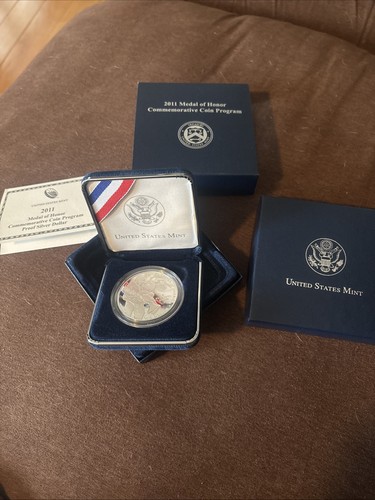 2011 Medal of Honor
Commemorative Coin Program
2011
Medal of Honor
Commemorative Coin Program
Proof Silver Dollar
UNITED STATES MINT
UNITED STATES MINT